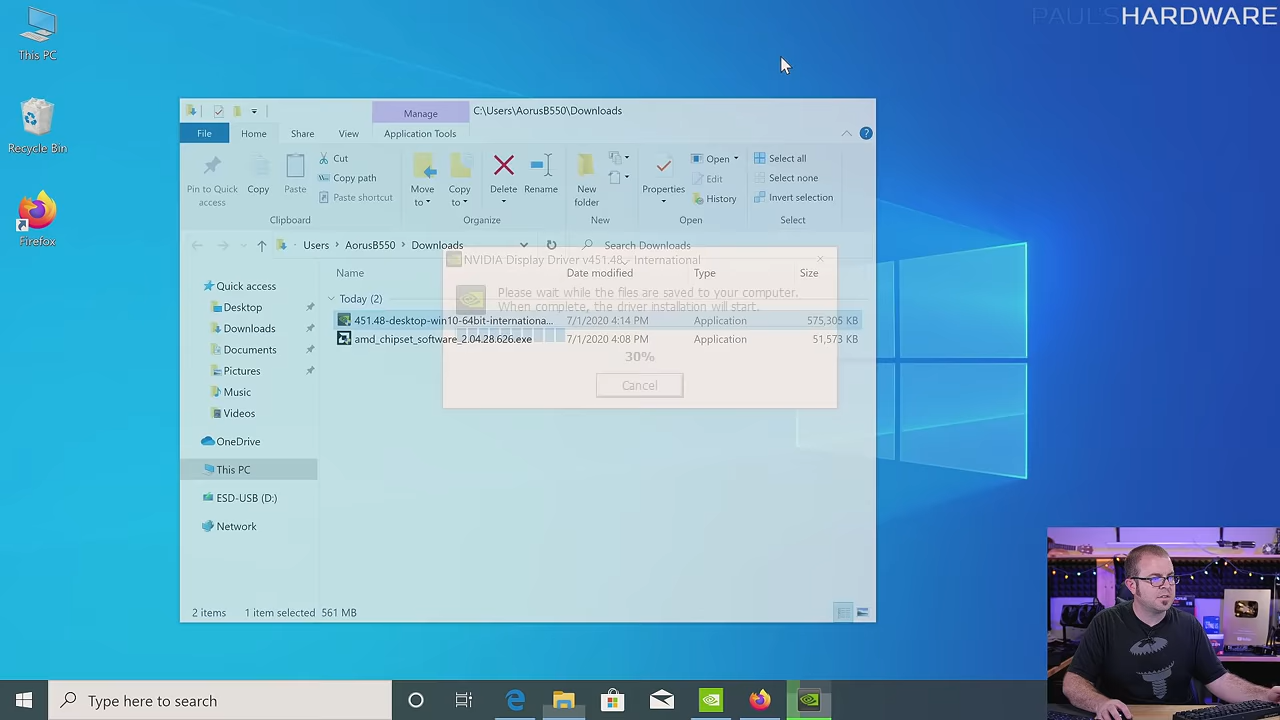 PAUL'SHARDWARE
This PC
Recycle Bin
Firefox
Manage
C:\Users\AorusB550\Downloads
File
Home
Share
View
Application Tools
Pin to Quick access
Copy
Paste
Cut
Copy path
Paste shortcut
Clipboard
Move to
Copy to
Delete
Rename
Organize
New folder
New
Properties
Open
Edit
History
Open
Select all
Select none
Invert selection
Select
Users
AorusB550
Downloads
Search Downloads
NVIDIA Display Driver v451.48 - International
Name
Date modified
Type
Size
Today (2)
Please wait while the files are saved to your computer.
When complete, the driver installation will start.
451.48-desktop-win10-64bit-internationa...
7/1/2020 4:14 PM
Application
575,305 KB
amd_chipset_software_2.04.28.626.exe
7/1/2020 4:08 PM
Application
51,573 KB
30%
Cancel
Quick access
Desktop
Downloads
Documents
Pictures
Music
Videos
OneDrive
This PC
ESD-USB (D:)
Network
2 items
1 item selected
561 MB
Type here to search